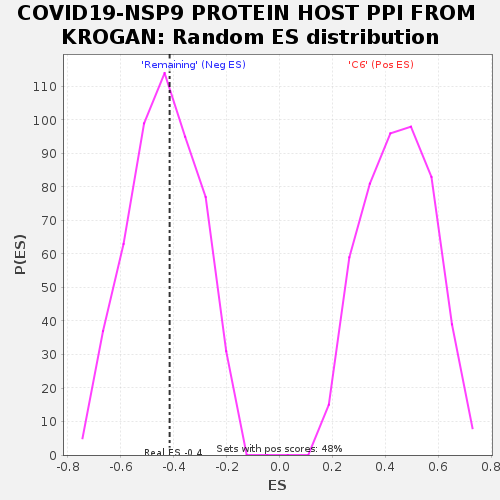 COVID19-NSP9 PROTEIN HOST PPI FROM
KROGAN: Random ES distribution
'Remaining' (Neg ES) 'C6' (Pos ES)
P(ES)
110
100
90
80
70
60
50
40
30
20
10
0
Real ES -0.4 Sets with pos scores: 48%
-0.8 -0.6 -0.4 -0.2 0.0 0.2 0.4 0.6 0.8
ES